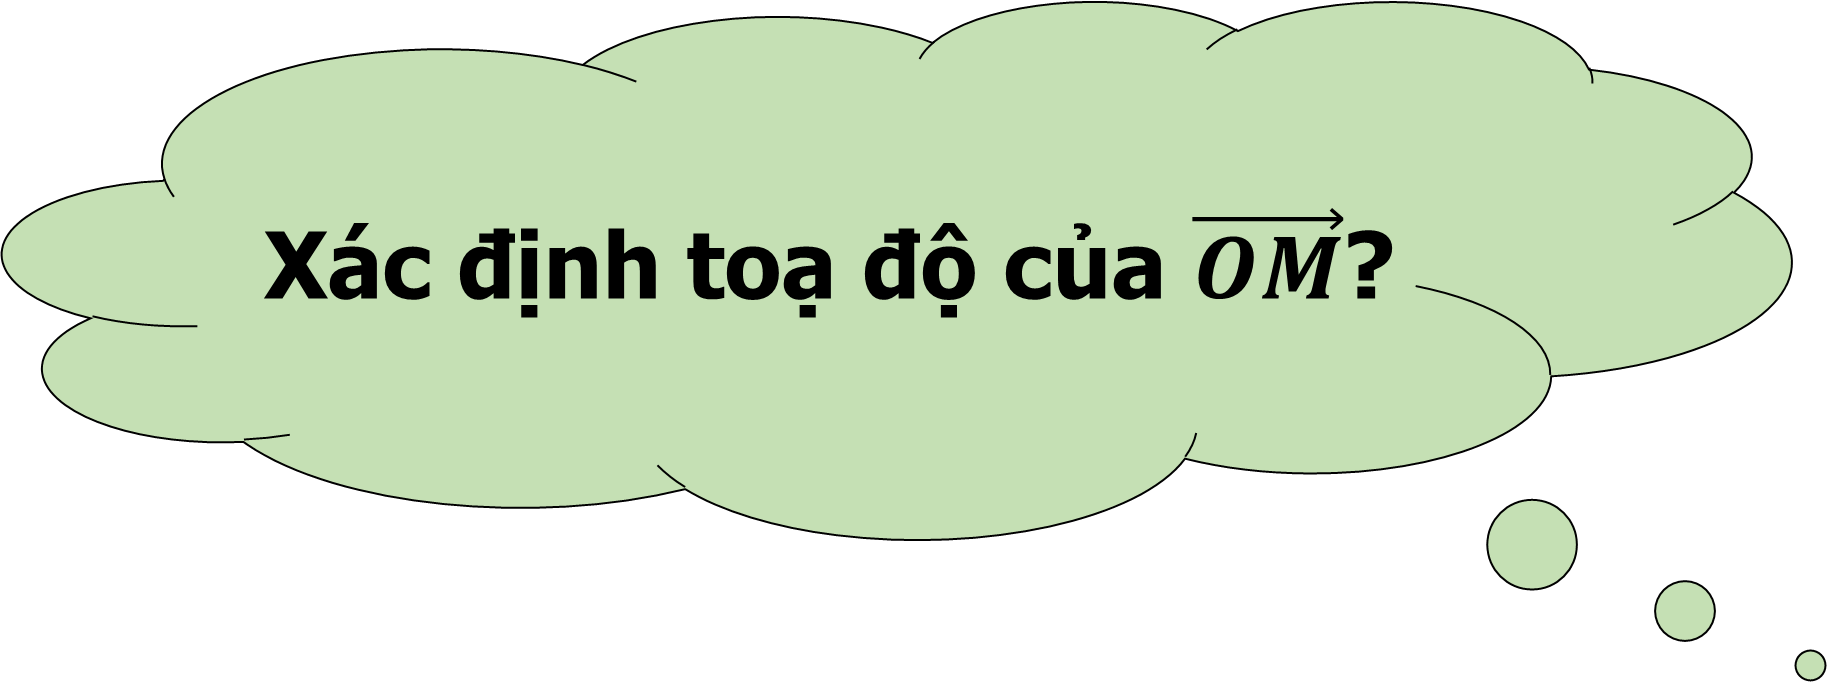 Xác định toạ độ của $\overrightarrow{OM}$?